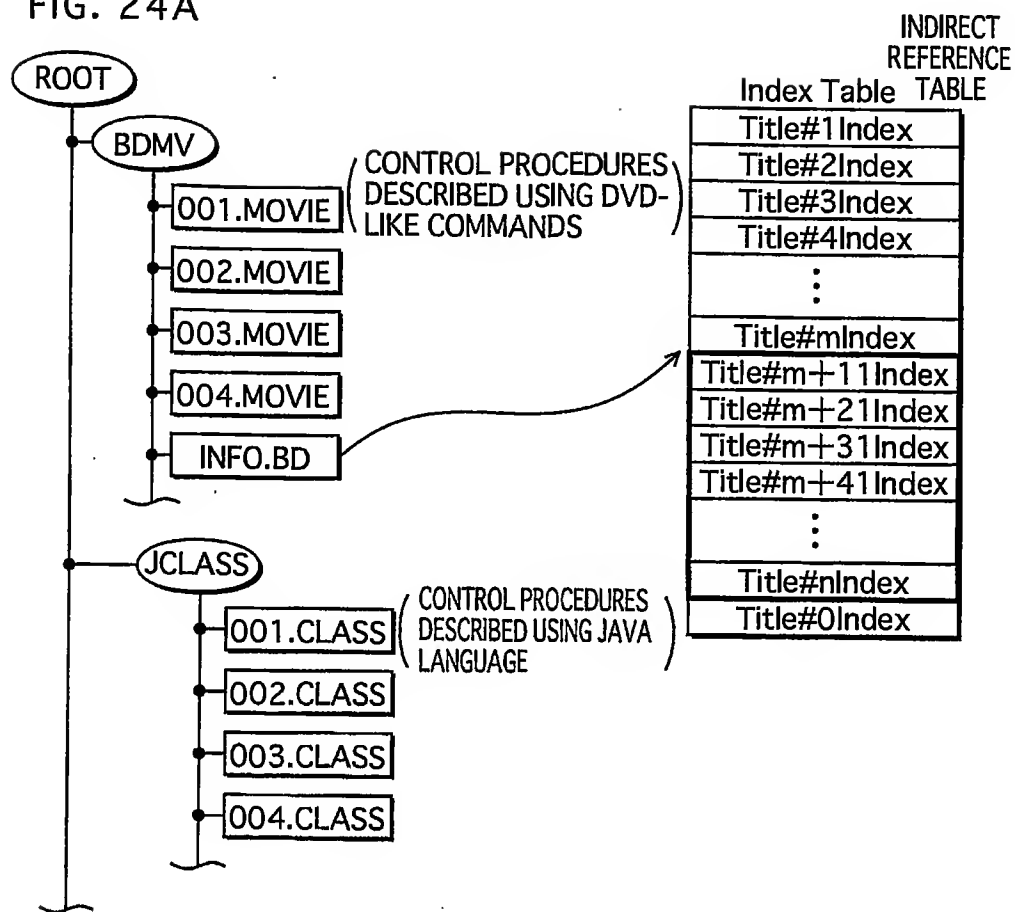 FIG. 24A
ROOT
BDMV
001.MOVIE
(CONTROL PROCEDURES
DESCRIBED USING DVD-
LIKE COMMANDS)
002.MOVIE
003.MOVIE
004.MOVIE
INFO.BD
JCLASS
001.CLASS
(CONTROL PROCEDURES
DESCRIBED USING JAVA
LANGUAGE)
002.CLASS
003.CLASS
004.CLASS
INDIRECT
REFERENCE
TABLE
Index Table
Title#1Index
Title#2Index
Title#3Index
Title#4Index
⋮
Title#mIndex
Title#m+11Index
Title#m+21Index
Title#m+31Index
Title#m+41Index
⋮
Title#nIndex
Title#0Index